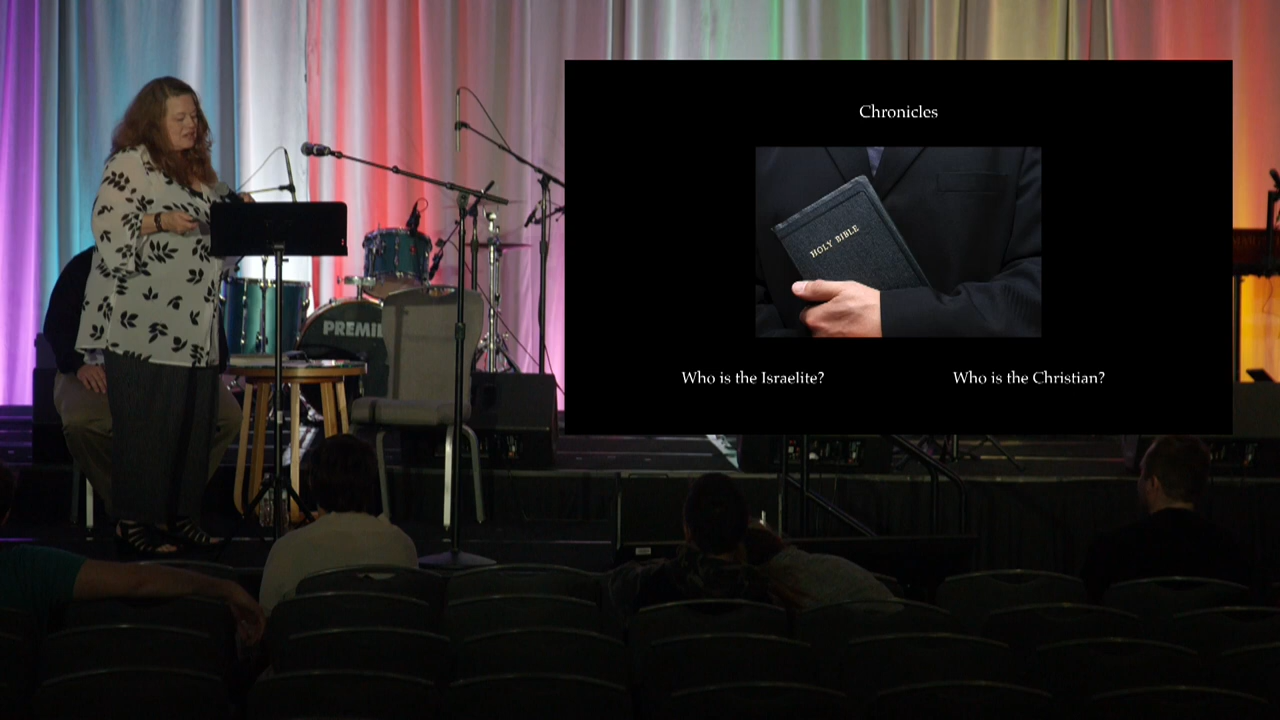 Chronicles
HOLY BIBLE
Who is the Israelite? Who is the Christian?
PREMI